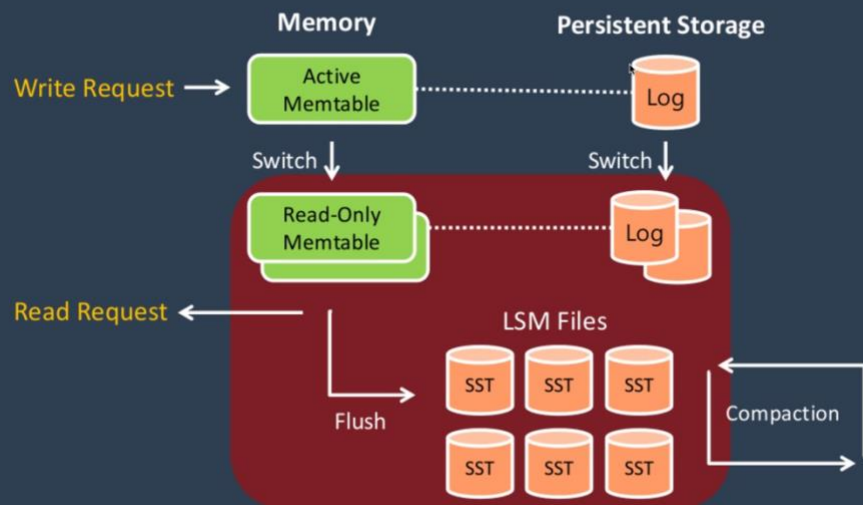 Memory
Persistent Storage
Write Request
Active
Memtable
Log
Switch
Switch
Read-Only
Memtable
Log
Read Request
LSM Files
SST
SST
SST
Flush
Compaction
SST
SST
SST